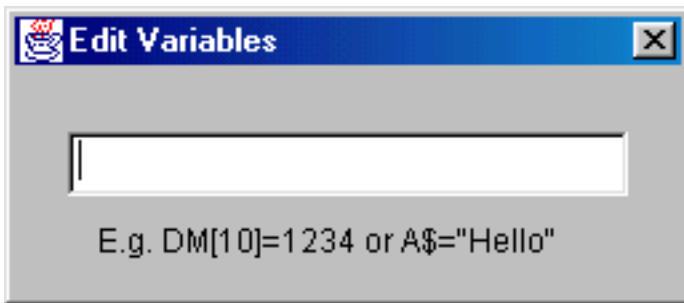 Edit Variables
E.g. DM[10]=1234 or A$="Hello"